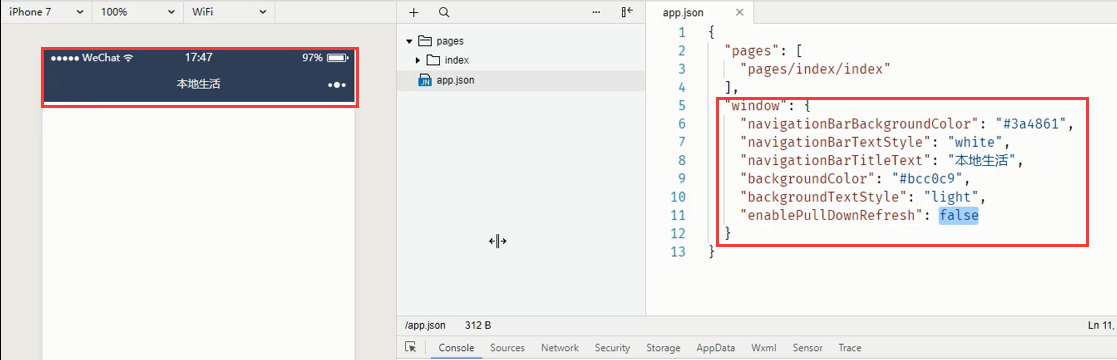 iPhone 7 100% WiFi
WeChat 17:47 97%
本地生活
pages
index
app.json
app.json
1 {
2 "pages": [
3 "pages/index/index"
4 ],
5 "window": {
6 "navigationBarBackgroundColor": "#3a4861",
7 "navigationBarTextStyle": "white",
8 "navigationBarTitleText": "本地生活",
9 "backgroundColor": "#bcc0c9",
10 "backgroundTextStyle": "light",
11 "enablePullDownRefresh": false
12 }
13 }
/app.json 312 B Ln 11,
Console Sources Network Security Storage AppData Wxml Sensor Trace